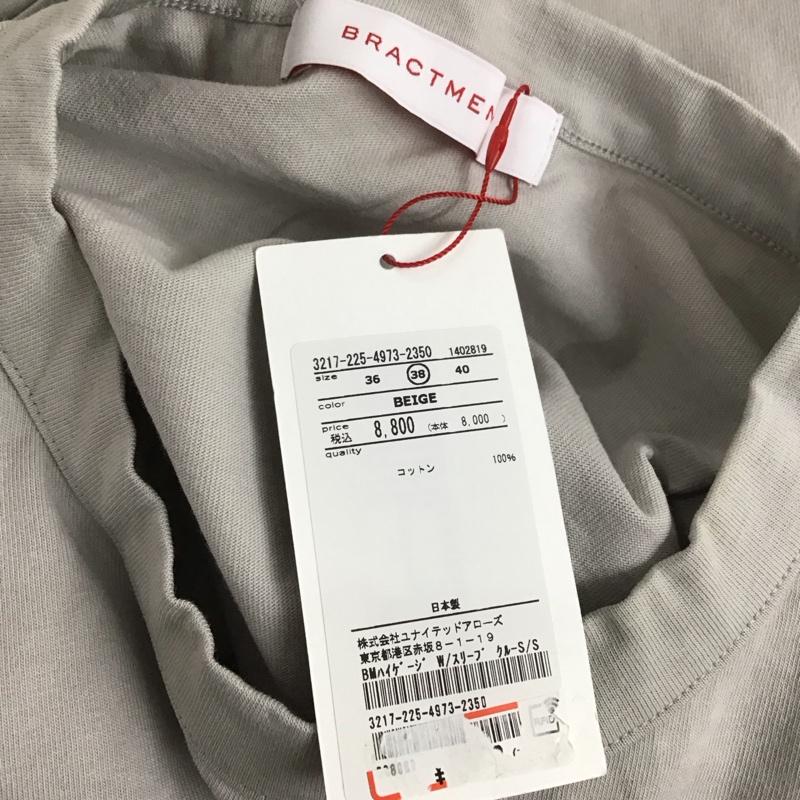 BRACTMEN
3217-225-4973-2350 1402819
size 36 38 40
color BEIGE
price
税込 8,800 (本体 8,000)
quality
コットン 100%
日本製
株式会社ユナイテッドアローズ
東京都港区赤坂8-1-19
BMハイゲージ W/スリーブ クルーS/S
3217-225-4973-2350